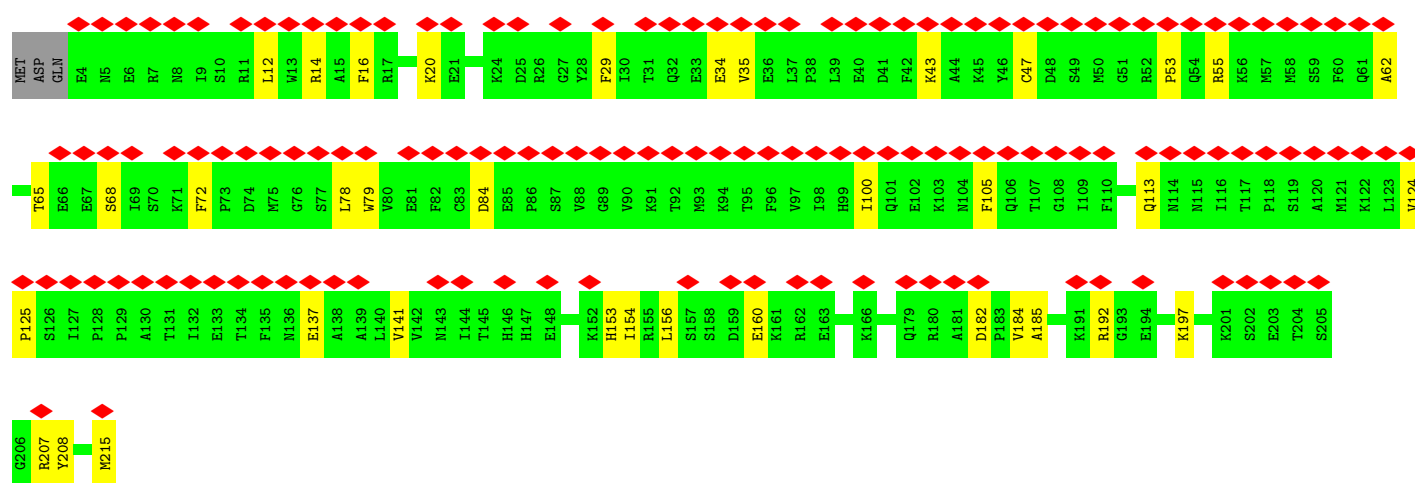 MET ASP GLN E4 N5 E6 R7 N8 I9 S10 R11 L12 W13 R14 A15 F16 R17 K20 E21 K24 D25 R26 G27 Y28 F29 I30 T31 Q32 E33 E34 V35 E36 L37 P38 L39 E40 D41 F42 K43 A44 K45 Y46 C47 D48 S49 M50 G51 R52 P53 Q54 R55 K56 M57 M58 S59 F60 Q61 A62
T65 E66 E67 S68 I69 S70 K71 F72 P73 D74 M75 G76 S77 L78 W79 V80 E81 F82 C83 D84 E85 P86 S87 V88 G89 V90 K91 T92 M93 K94 T95 F96 V97 I98 H99 I100 Q101 E102 K103 N104 F105 Q106 T107 G108 I109 F110 Q113 N114 N115 I116 T117 P118 S119 A120 M121 K122 L123 V124
P125 S126 I127 P128 P129 A130 T131 I132 E133 T134 F135 N136 E137 A138 A139 L140 V141 V142 N143 I144 T145 H146 H147 E148 K152 H153 I154 R155 L156 S157 S158 D159 E160 K161 R162 E163 K166 Q179 R180 A181 D182 P183 V184 A185 K191 R192 G193 E194 K197 K201 S202 E203 T204 S205
G206 R207 Y208 M215